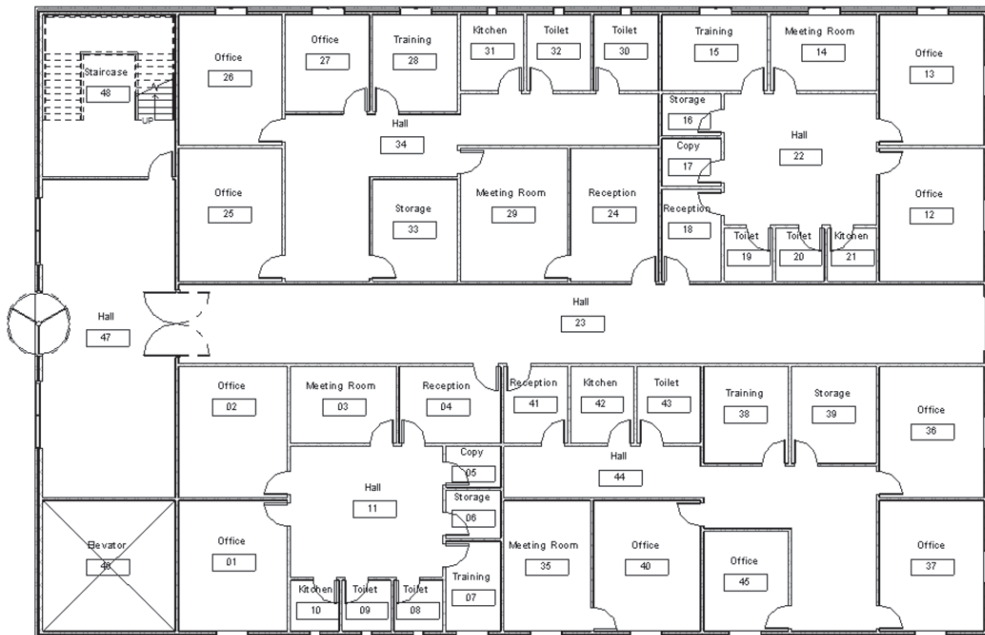 Staircase
48
UP
Office
26
Office
27
Training
28
Kitchen
31
Toilet
32
Toilet
30
Training
15
Meeting Room
14
Office
13
Hall
34
Storage
16
Copy
17
Hall
22
Office
25
Storage
33
Meeting Room
29
Reception
24
Reception
18
Office
12
Toilet
19
Toilet
20
Kitchen
21
Hall
47
Hall
23
Office
02
Meeting Room
03
Reception
04
Reception
41
Kitchen
42
Toilet
43
Training
38
Storage
39
Office
36
Copy
05
Hall
44
Hall
11
Storage
06
Elevator
46
Office
01
Meeting Room
35
Office
40
Office
45
Office
37
Kitchen
10
Toilet
09
Toilet
08
Training
07